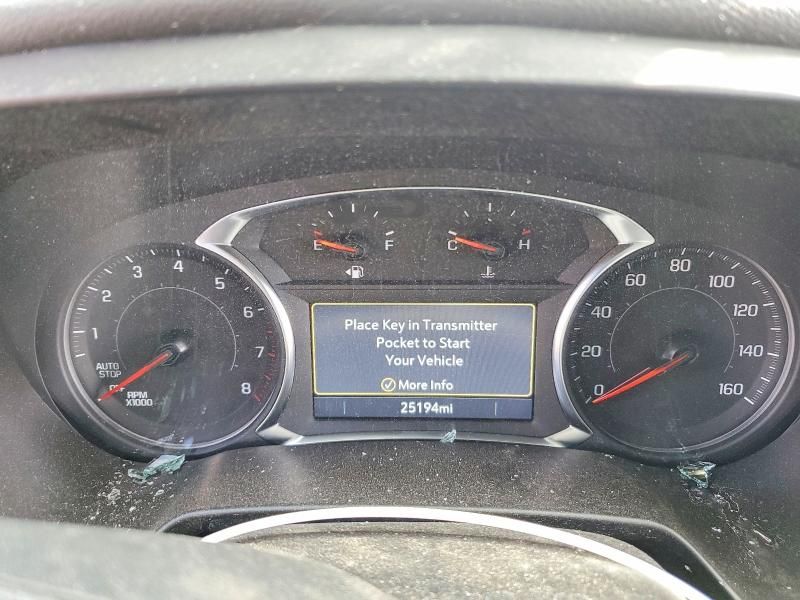 E F
C H
1 2 3 4 5 6 7 8
AUTO
STOP
OFF
RPM
X1000
Place Key in Transmitter
Pocket to Start
Your Vehicle
More Info
25194mi
0 20 40 60 80 100 120 140 160